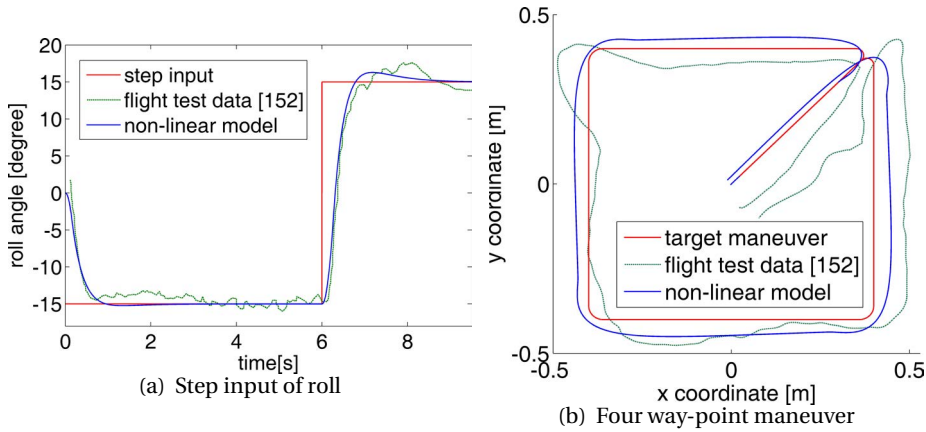 20
15
10
5
0
-5
-10
-15
0
2
4
6
8
roll angle [degree]
time[s]
step input
flight test data [152]
non-linear model
(a) Step input of roll
0.5
0
-0.5
-0.5
0
0.5
y coordinate [m]
x coordinate [m]
target maneuver
flight test data [152]
non-linear model
(b) Four way-point maneuver